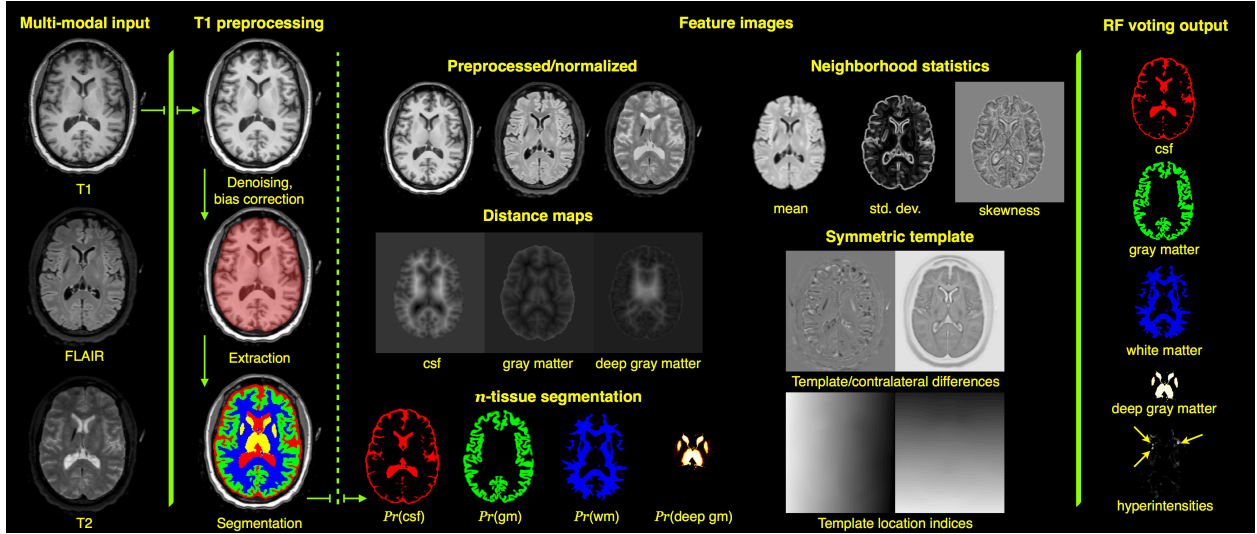 Multi-modal input
T1
FLAIR
T2
T1 preprocessing
Denoising,
bias correction
Extraction
Segmentation
Feature images
Preprocessed/normalized
Distance maps
csf
gray matter
deep gray matter
n-tissue segmentation
Pr(csf)
Pr(gm)
Pr(wm)
Pr(deep gm)
Neighborhood statistics
mean
std. dev.
skewness
Symmetric template
Template/contralateral differences
Template location indices
RF voting output
csf
gray matter
white matter
deep gray matter
hyperintensities